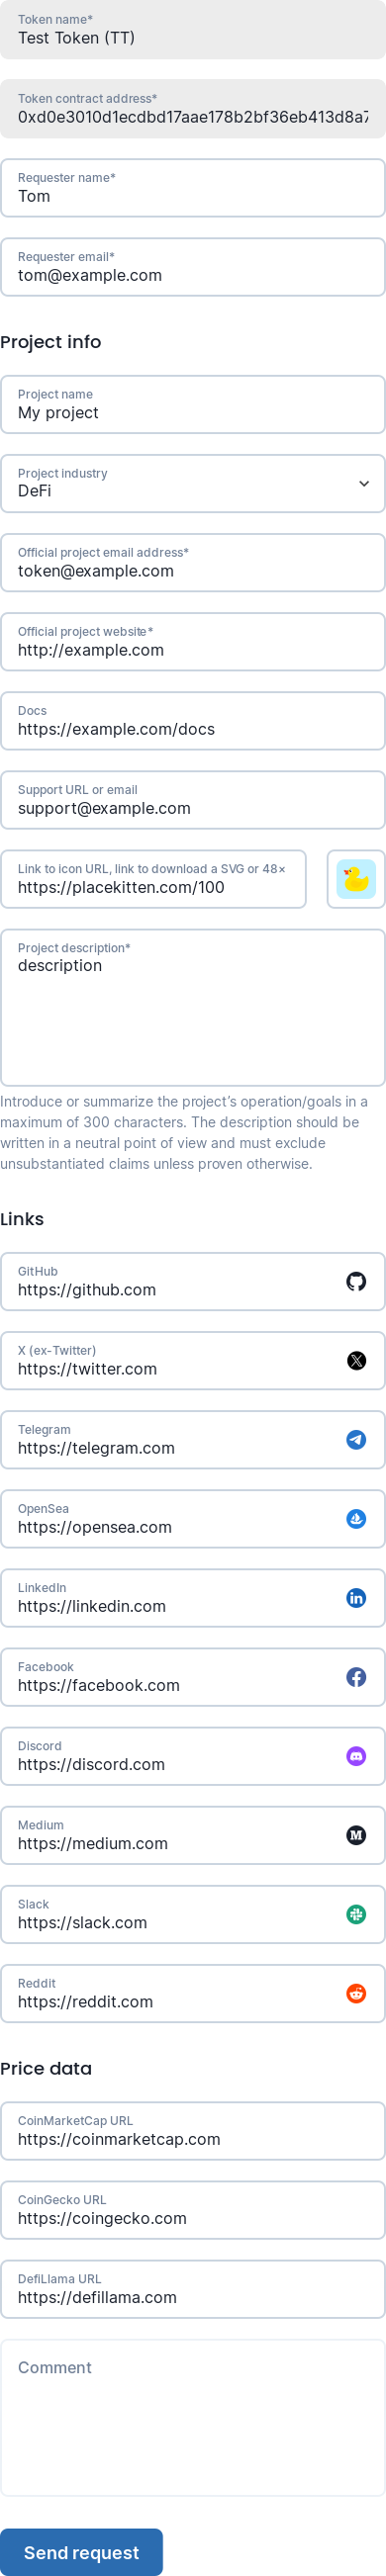 Token name*
Test Token (TT)
Token contract address*
0xd0e3010d1ecdbd17aae178b2bf36eb413d8a7
Requester name*
Tom
Requester email*
tom@example.com
Project info
Project name
My project
Project industry
DeFi
Official project email address*
token@example.com
Official project website*
http://example.com
Docs
https://example.com/docs
Support URL or email
support@example.com
Link to icon URL, link to download a SVG or 48×
https://placekitten.com/100
Project description*
description
Introduce or summarize the project’s operation/goals in a
maximum of 300 characters. The description should be
written in a neutral point of view and must exclude
unsubstantiated claims unless proven otherwise.
Links
GitHub
https://github.com
X (ex-Twitter)
https://twitter.com
Telegram
https://telegram.com
OpenSea
https://opensea.com
LinkedIn
https://linkedin.com
Facebook
https://facebook.com
Discord
https://discord.com
Medium
https://medium.com
Slack
https://slack.com
Reddit
https://reddit.com
Price data
CoinMarketCap URL
https://coinmarketcap.com
CoinGecko URL
https://coingecko.com
DefiLlama URL
https://defillama.com
Comment
Send request